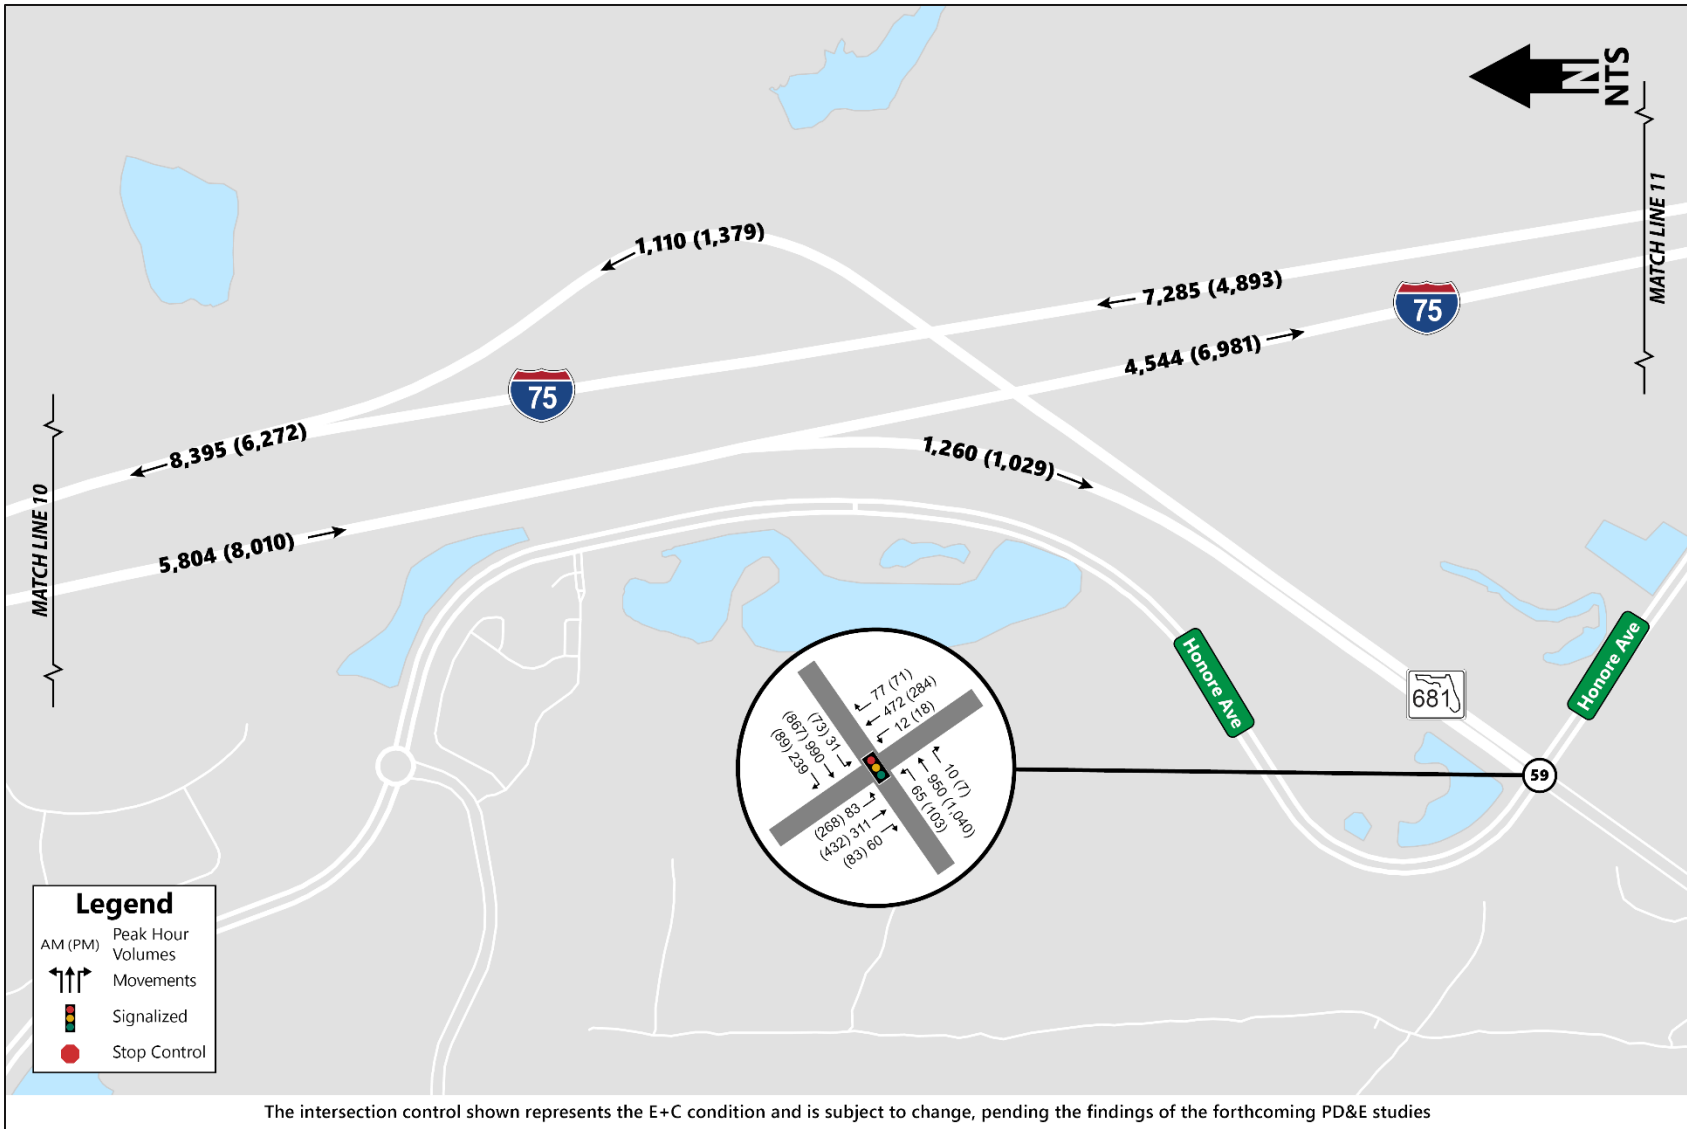 N
NTS
MATCH LINE 11
1,110 (1,379)
7,285 (4,893)
75
4,544 (6,981)
75
8,395 (6,272)
1,260 (1,029)
MATCH LINE 10
5,804 (8,010)
Honore Ave
Honore Ave
681
59
77 (71)
472 (284)
12 (18)
(73) 31
(867) 990
(89) 239
10 (7)
950 (1,040)
65 (103)
(268) 83
(432) 311
(83) 60
Legend
AM (PM)
Peak Hour
Volumes
Movements
Signalized
Stop Control
The intersection control shown represents the E+C condition and is subject to change, pending the findings of the forthcoming PD&E studies